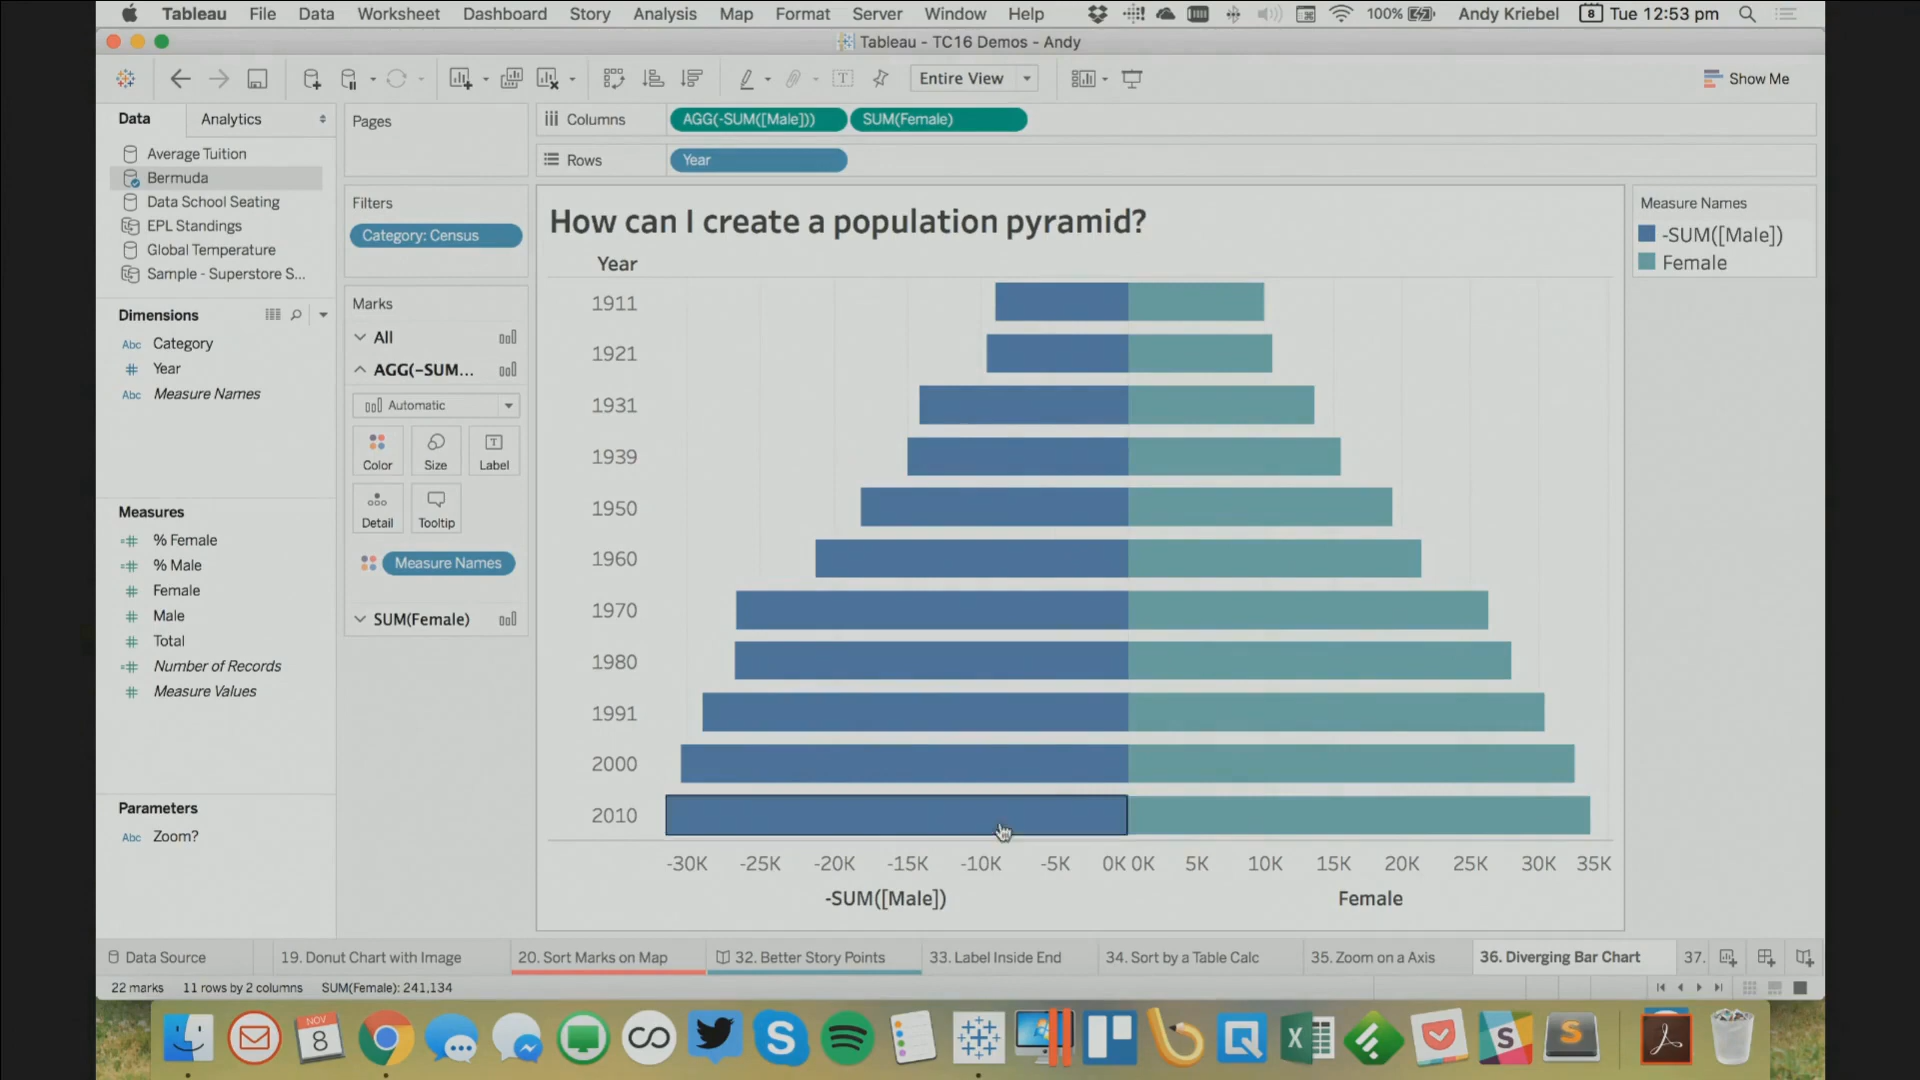 Tableau File Data Worksheet Dashboard Story Analysis Map Format Server Window Help 100% Andy Kriebel 8 Tue 12:53 pm
Tableau - TC16 Demos - Andy
Entire View Show Me
Data Analytics
Average Tuition
Bermuda
Data School Seating
EPL Standings
Global Temperature
Sample - Superstore S...
Dimensions
Abc Category
# Year
Abc Measure Names
Measures
=# % Female
=# % Male
# Female
# Male
# Total
=# Number of Records
# Measure Values
Parameters
Abc Zoom?
Pages
Filters
Category: Census
Marks
All
AGG(-SUM...
Automatic
Color Size Label
Detail Tooltip
Measure Names
SUM(Female)
Columns AGG(-SUM([Male])) SUM(Female)
Rows Year
How can I create a population pyramid?
Year
1911
1921
1931
1939
1950
1960
1970
1980
1991
2000
2010
-30K -25K -20K -15K -10K -5K 0K 0K 5K 10K 15K 20K 25K 30K 35K
-SUM([Male]) Female
Measure Names
-SUM([Male])
Female
Data Source 19. Donut Chart with Image 20. Sort Marks on Map 32. Better Story Points 33. Label Inside End 34. Sort by a Table Calc 35. Zoom on a Axis 36. Diverging Bar Chart 37.
22 marks 11 rows by 2 columns SUM(Female): 241,134
NOV
8